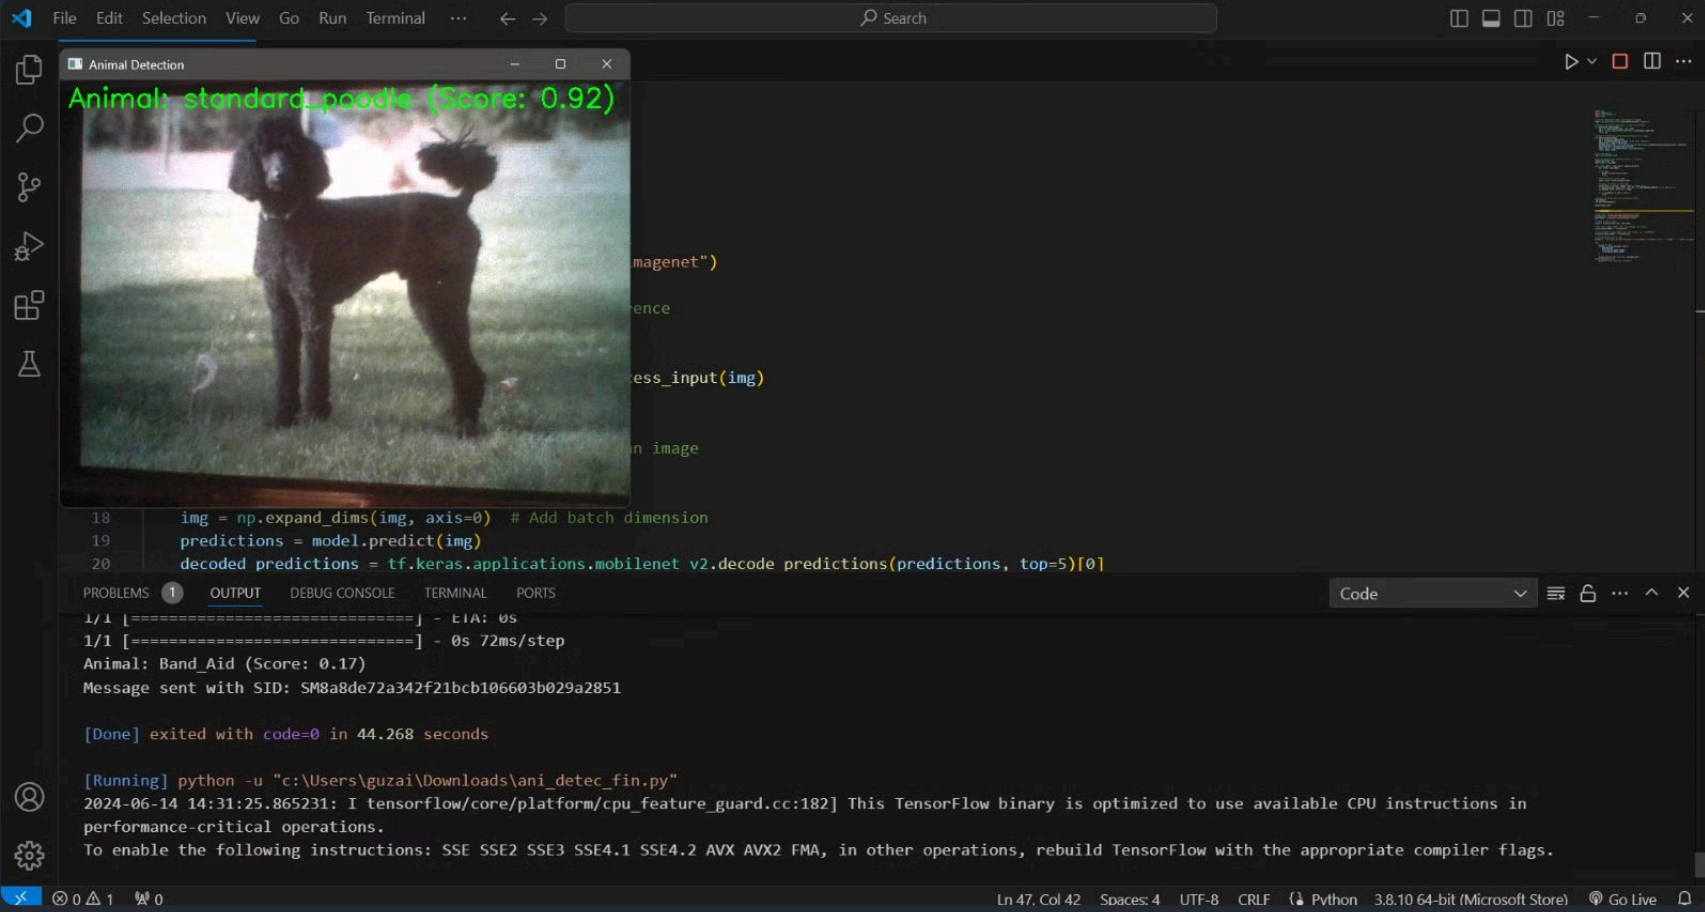 File Edit Selection View Go Run Terminal ··· Search
Animal Detection
Animal: standard_poodle (Score: 0.92)
magenet")
rence
cess_input(img)
n image
18 img = np.expand_dims(img, axis=0) # Add batch dimension
19 predictions = model.predict(img)
20 decoded_predictions = tf.keras.applications.mobilenet_v2.decode_predictions(predictions, top=5)[0]
PROBLEMS 1 OUTPUT DEBUG CONSOLE TERMINAL PORTS Code
1/1 [==============================] - ETA: 0s
1/1 [==============================] - 0s 72ms/step
Animal: Band_Aid (Score: 0.17)
Message sent with SID: SM8a8de72a342f21bcb106603b029a2851
[Done] exited with code=0 in 44.268 seconds
[Running] python -u "c:\Users\guzai\Downloads\ani_detec_fin.py"
2024-06-14 14:31:25.865231: I tensorflow/core/platform/cpu_feature_guard.cc:182] This TensorFlow binary is optimized to use available CPU instructions in
performance-critical operations.
To enable the following instructions: SSE SSE2 SSE3 SSE4.1 SSE4.2 AVX AVX2 FMA, in other operations, rebuild TensorFlow with the appropriate compiler flags.
0 1 0 Ln 47, Col 42 Spaces: 4 UTF-8 CRLF Python 3.8.10 64-bit (Microsoft Store) Go Live